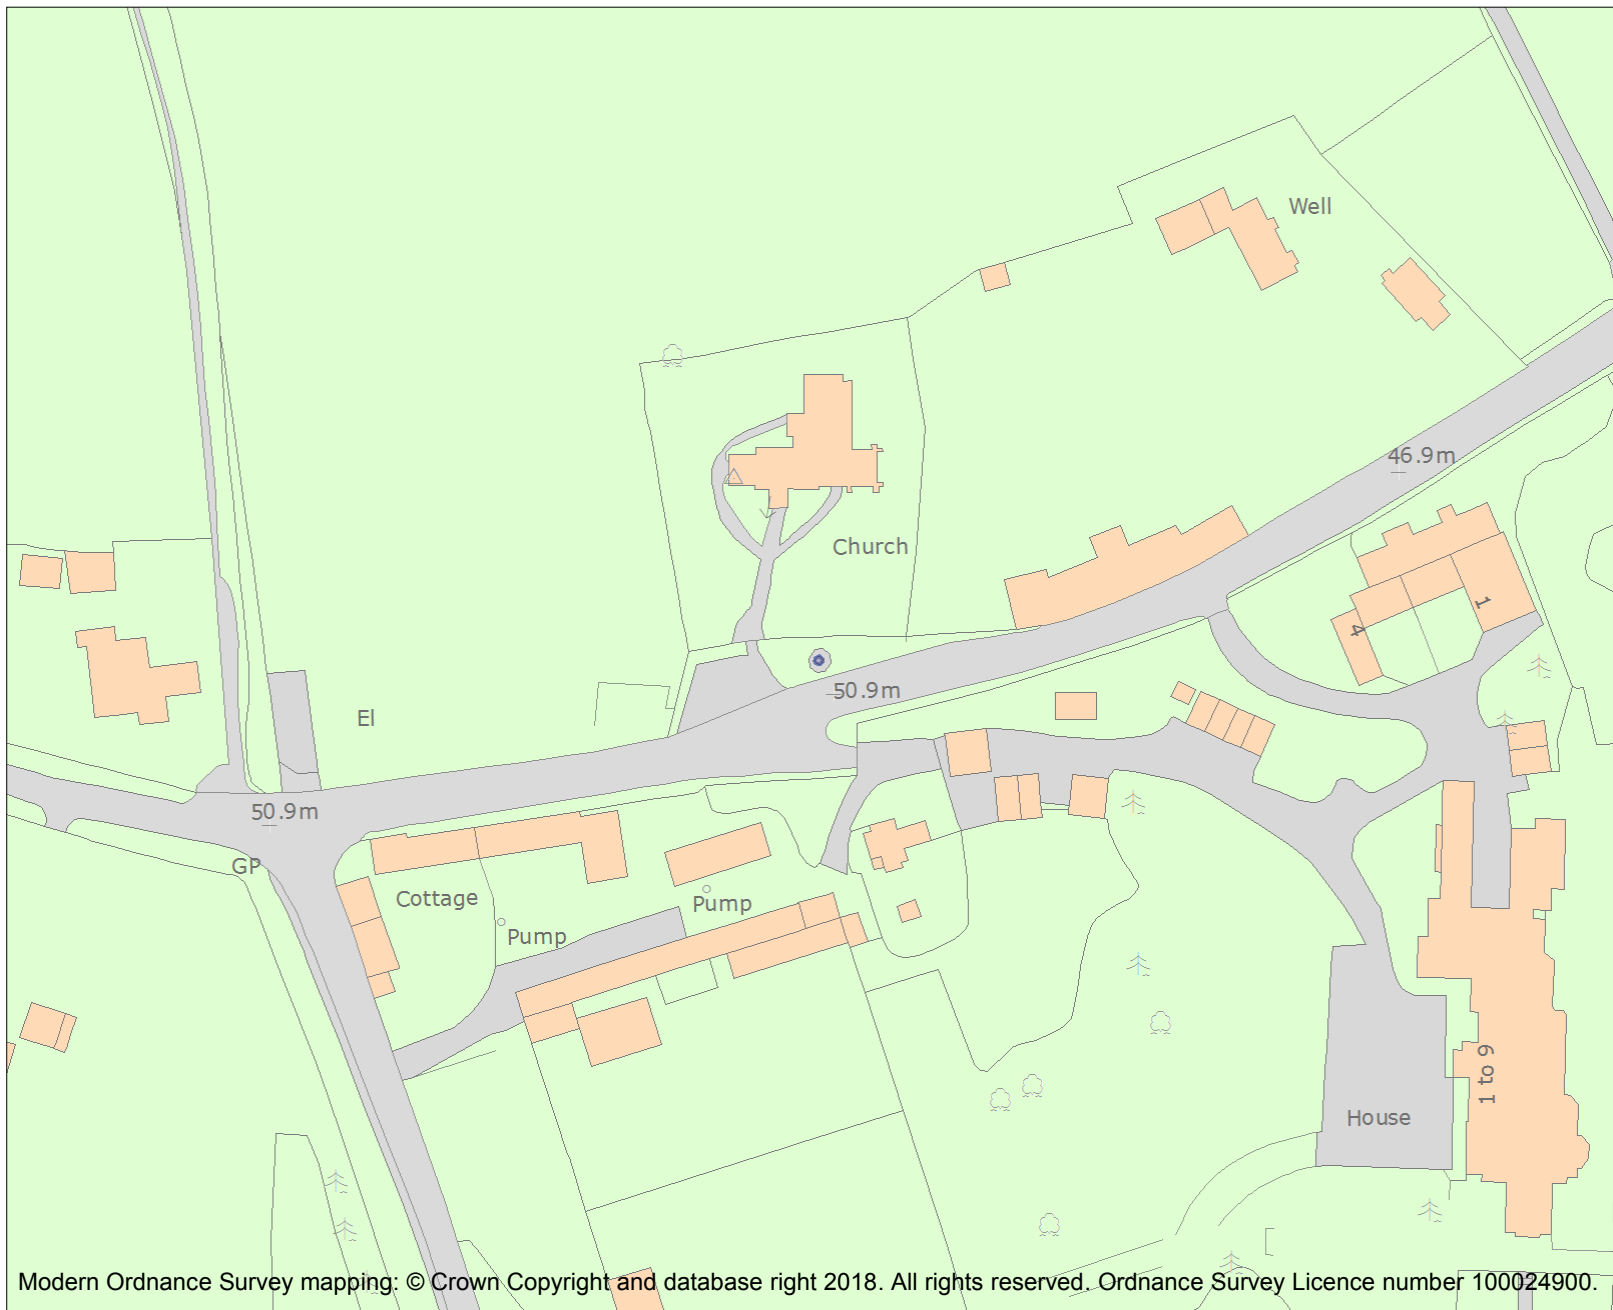 Well
46.9m
Church
1
4
50.9m
El
50.9m
GP
Cottage
Pump
Pump
1 to 9
House
Modern Ordnance Survey mapping: © Crown Copyright and database right 2018. All rights reserved. Ordnance Survey Licence number 100024900.